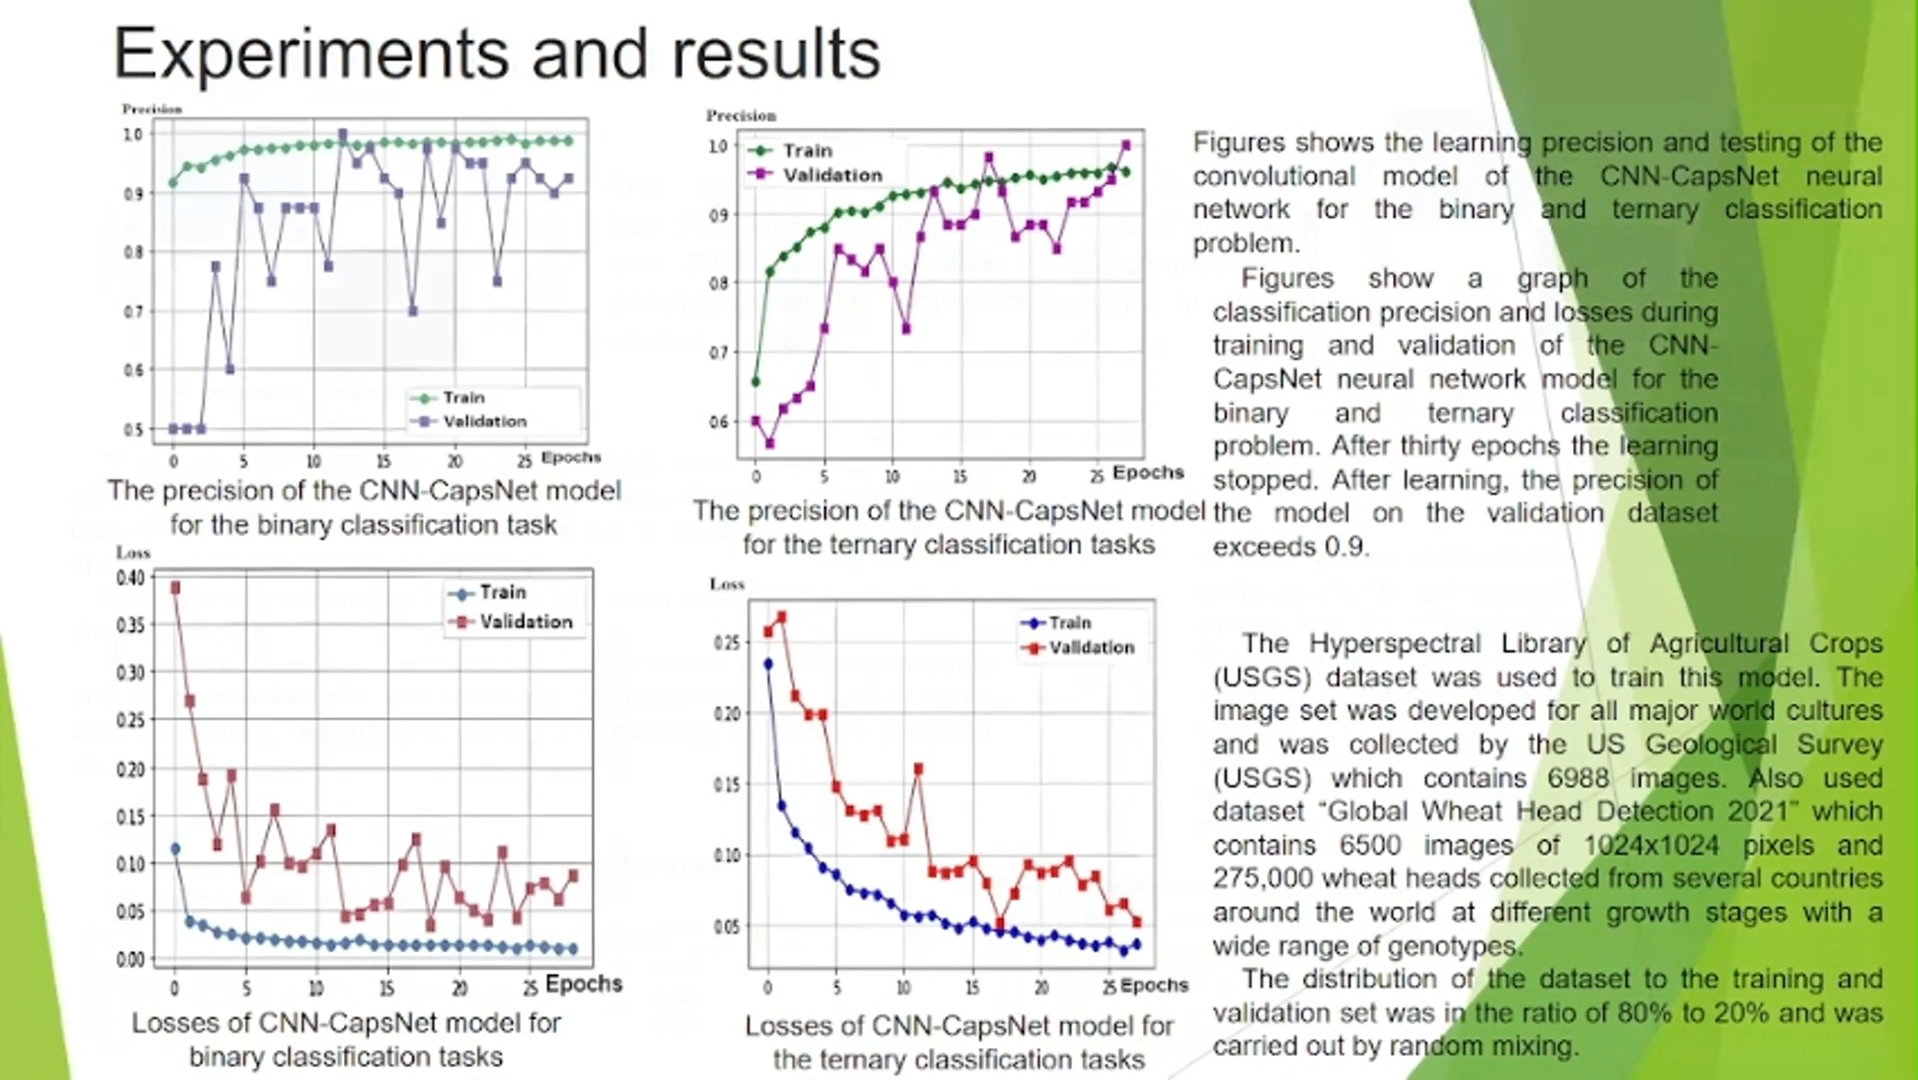 Experiments and results
Precision
1.0
0.9
0.8
0.7
0.6
0.5
Train
Validation
0 5 10 15 20 25 Epochs
The precision of the CNN-CapsNet model
for the binary classification task
Precision
1.0
0.9
0.8
0.7
0.6
Train
Validation
0 5 10 15 20 25 Epochs
The precision of the CNN-CapsNet model
for the ternary classification tasks
Loss
0.40
0.35
0.30
0.25
0.20
0.15
0.10
0.05
0.00
Train
Validation
0 5 10 15 20 25 Epochs
Losses of CNN-CapsNet model for
binary classification tasks
Loss
0.25
0.20
0.15
0.10
0.05
Train
Validation
0 5 10 15 20 25 Epochs
Losses of CNN-CapsNet model for
the ternary classification tasks
Figures shows the learning precision and testing of the
convolutional model of the CNN-CapsNet neural
network for the binary and ternary classification
problem.
Figures show a graph of the
classification precision and losses during
training and validation of the CNN-
CapsNet neural network model for the
binary and ternary classification
problem. After thirty epochs the learning
stopped. After learning, the precision of
the model on the validation dataset
exceeds 0.9.
The Hyperspectral Library of Agricultural Crops
(USGS) dataset was used to train this model. The
image set was developed for all major world cultures
and was collected by the US Geological Survey
(USGS) which contains 6988 images. Also used
dataset “Global Wheat Head Detection 2021” which
contains 6500 images of 1024x1024 pixels and
275,000 wheat heads collected from several countries
around the world at different growth stages with a
wide range of genotypes.
The distribution of the dataset to the training and
validation set was in the ratio of 80% to 20% and was
carried out by random mixing.